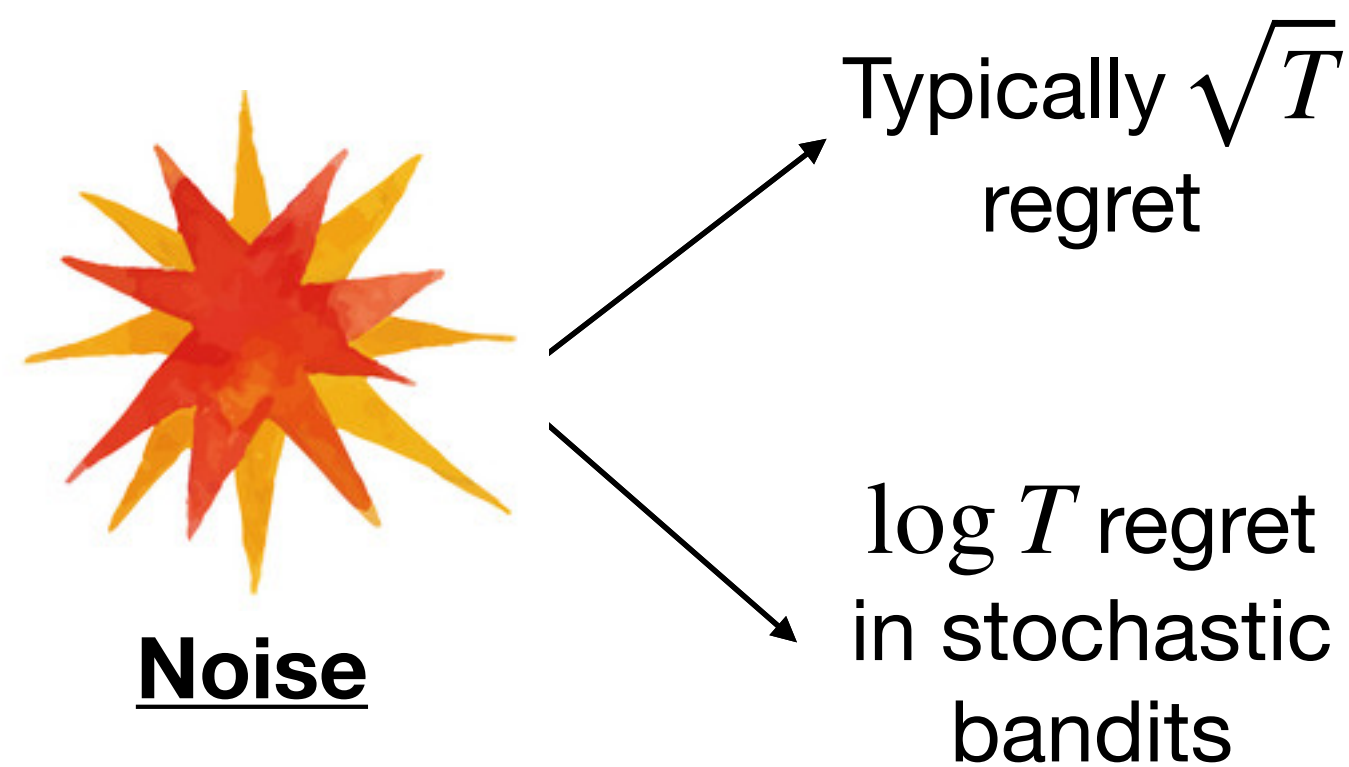 Typically √T
regret
log T regret
in stochastic
bandits
Noise